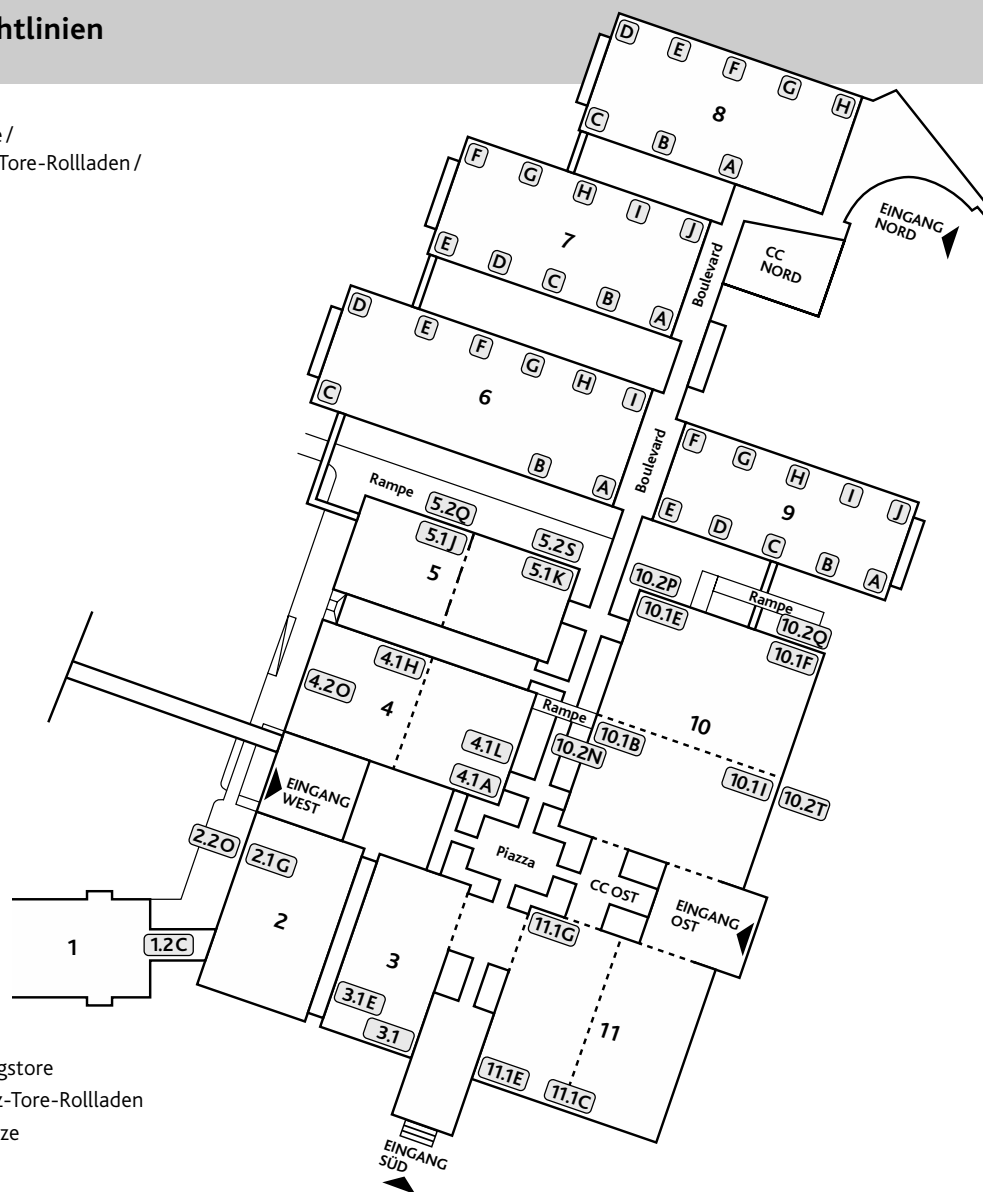 htlinien
e /
Tore-Rollladen /
D
E
F
G
H
8
C
B
A
EINGANG
NORD
F
G
H
I
J
7
E
D
C
B
A
Boulevard
CC
NORD
D
E
F
G
H
I
6
C
B
A
Boulevard
F
G
H
I
J
9
E
D
C
B
A
Rampe
5.2Q
5.1J
5.2S
5.1K
5
10.2P
10.1E
Rampe
10.2Q
10.1F
4.1H
4.2O
4
4.1L
4.1A
Rampe
10.2N
10.1B
10
10.1I
10.2T
EINGANG
WEST
2.2O
2.1G
Piazza
CC OST
EINGANG
OST
1
1.2C
2
3
3.1E
3.1
11.1G
11
11.1E
11.1C
gstore
z-Tore-Rollladen
ze
EINGANG
SÜD